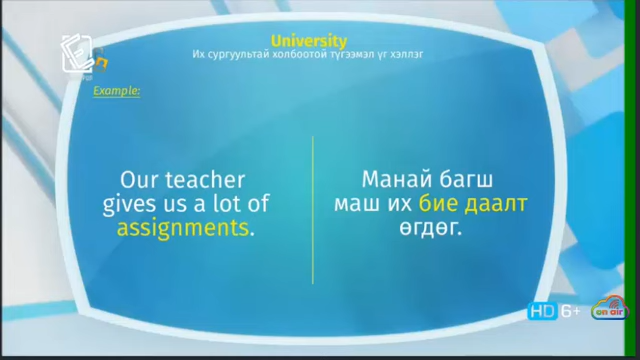 University
Их сургуультай холбоотой түгээмэл үг хэллэг
Example:
Our teacher
gives us a lot of
assignments.
Манай багш
маш их бие даалт
өгдөг.
HD 6+
on air